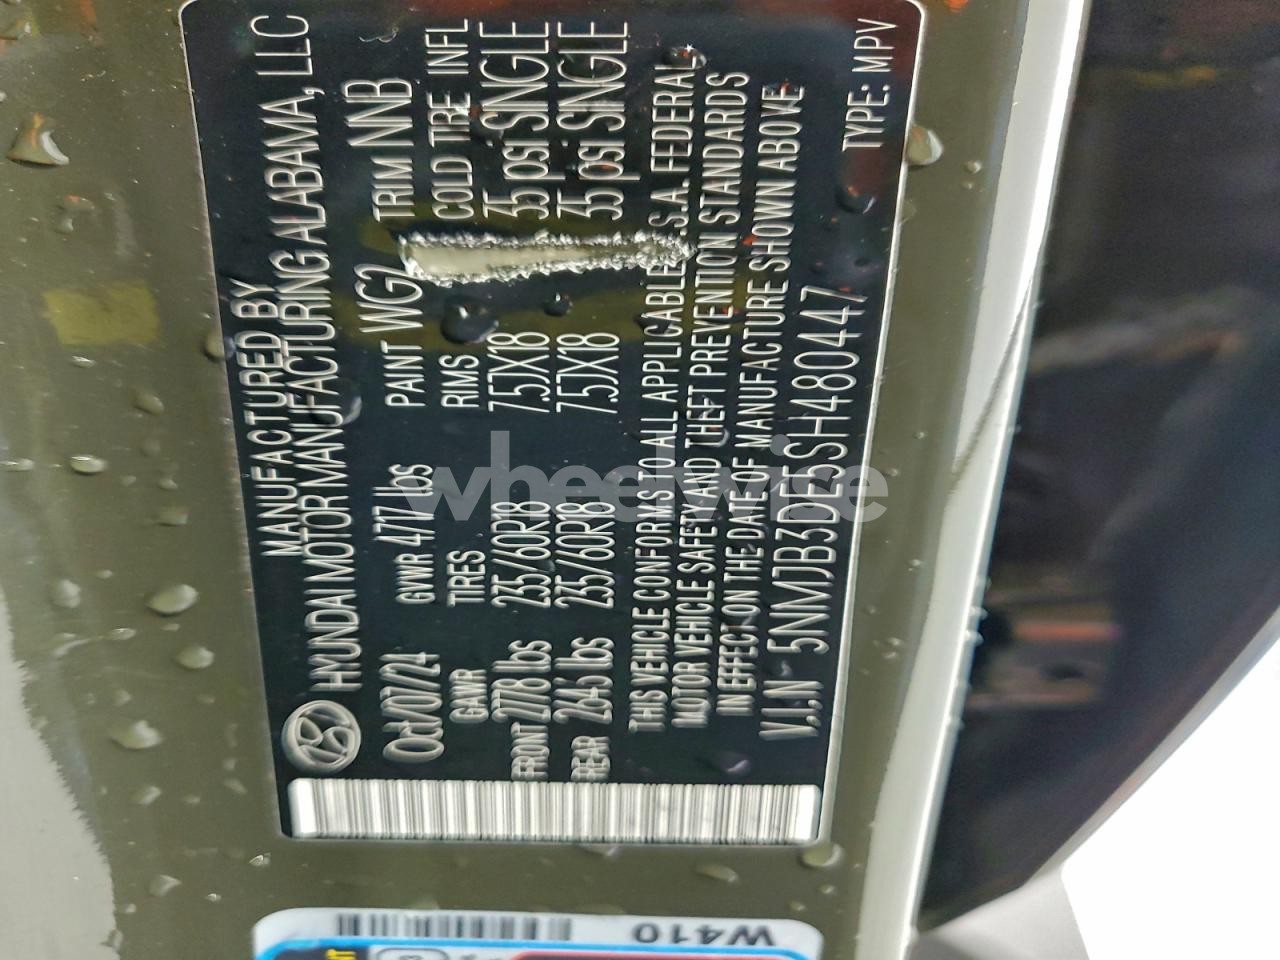 MANUFACTURED BY
HYUNDAI MOTOR MANUFACTURING ALABAMA, LLC
Oct/07/24 GVWR 4717 lbs PAINT WG2 TRIM NNB
GAWR TIRES RIMS COLD TIRE INFL
FRONT 2778 lbs 235/60R18 7.5JX18 35 psi SINGLE
REAR 2645 lbs 235/60R18 7.5JX18 35 psi SINGLE
THIS VEHICLE CONFORMS TO ALL APPLICABLE .S.A. FEDERAL
MOTOR VEHICLE SAFETY AND THEFT PREVENTION STANDARDS
IN EFFECT ON THE DATE OF MANUFACTURE SHOWN ABOVE
V.I.N 5NMJB3DE5SH480447 TYPE: MPV
wheelwise
W410